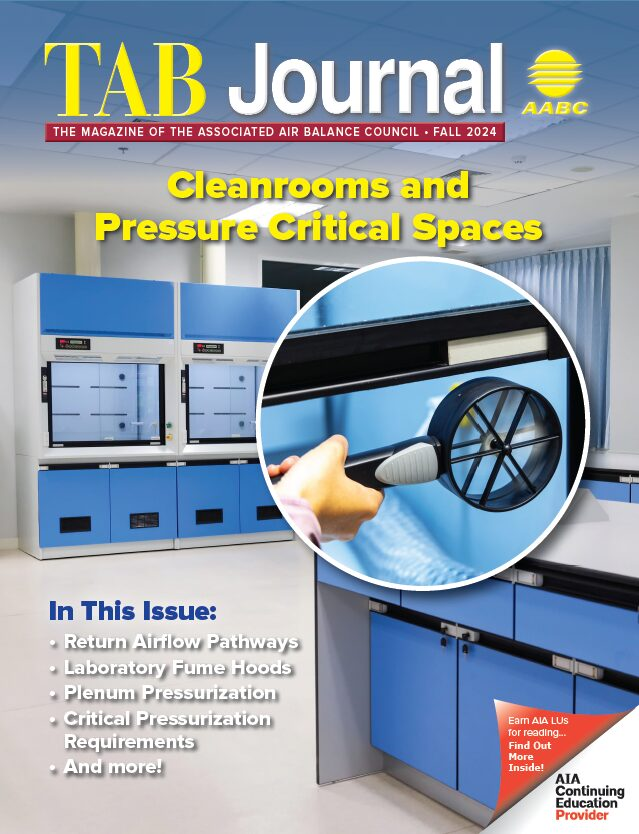 TAB Journal
AABC
THE MAGAZINE OF THE ASSOCIATED AIR BALANCE COUNCIL • FALL 2024
Cleanrooms and
Pressure Critical Spaces
In This Issue:
• Return Airflow Pathways
• Laboratory Fume Hoods
• Plenum Pressurization
• Critical Pressurization
Requirements
• And more!
Earn AIA LUs
for reading...
Find Out
More
Inside!
AIA
Continuing
Education
Provider